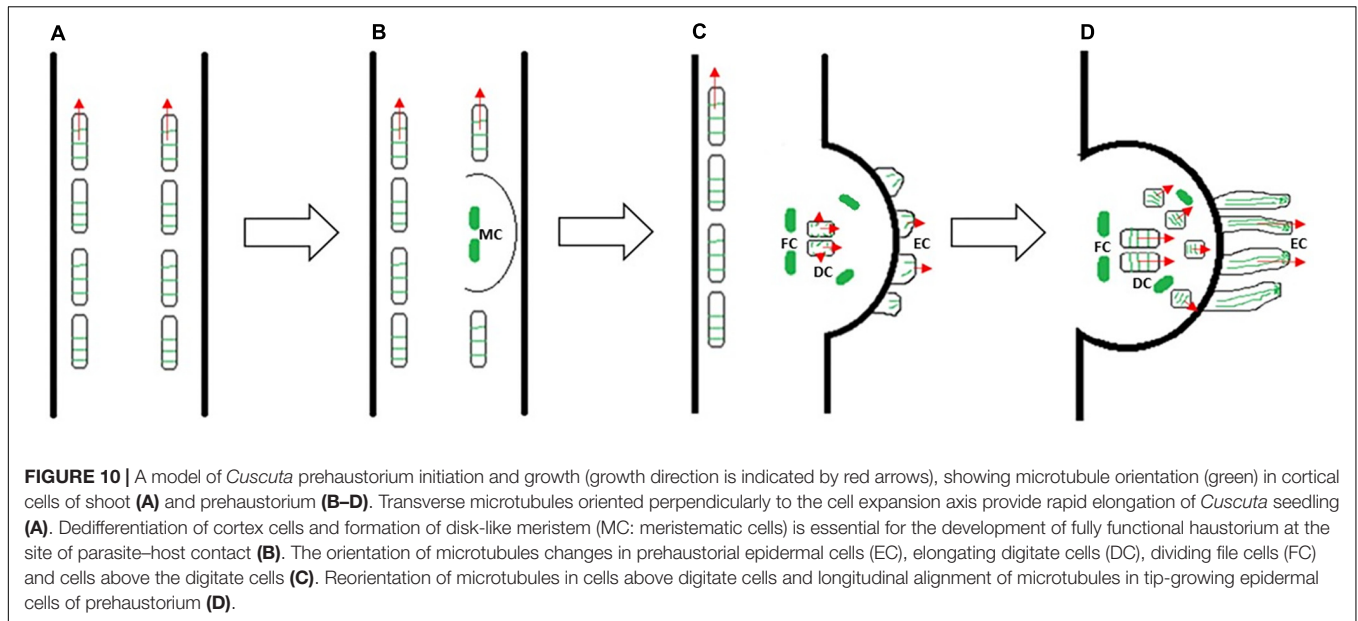 A
B
C
D
MC
FC
DC
EC
FC
DC
EC
FIGURE 10 | A model of Cuscuta prehaustorium initiation and growth (growth direction is indicated by red arrows), showing microtubule orientation (green) in cortical
cells of shoot (A) and prehaustorium (B–D). Transverse microtubules oriented perpendicularly to the cell expansion axis provide rapid elongation of Cuscuta seedling
(A). Dedifferentiation of cortex cells and formation of disk-like meristem (MC: meristematic cells) is essential for the development of fully functional haustorium at the
site of parasite–host contact (B). The orientation of microtubules changes in prehaustorial epidermal cells (EC), elongating digitate cells (DC), dividing file cells (FC)
and cells above the digitate cells (C). Reorientation of microtubules in cells above digitate cells and longitudinal alignment of microtubules in tip-growing epidermal
cells of prehaustorium (D).